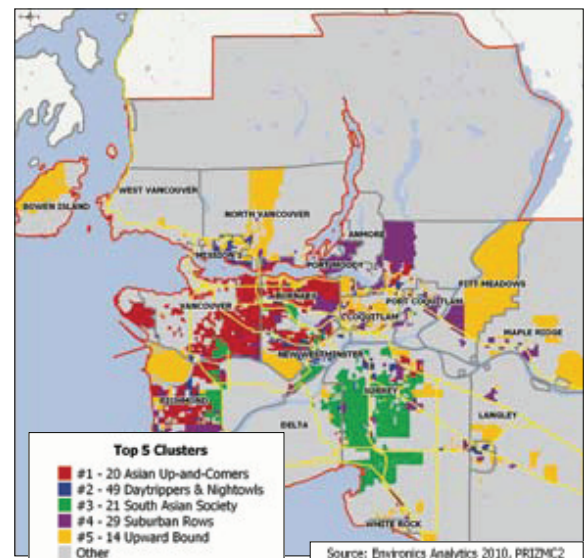 WEST VANCOUVER
BOWEN ISLAND
NORTH VANCOUVER
ANMORE
PORT MOODY
PITT MEADOWS
VANCOUVER
BURNABY
PORT COQUITLAM
COQUITLAM
MAPLE RIDGE
NEW WESTMINSTER
SURREY
RICHMOND
LANGLEY
DELTA
WHITE ROCK
Top 5 Clusters
#1 - 20 Asian Up-and-Comers
#2 - 49 Daytrippers & Nightowls
#3 - 21 South Asian Society
#4 - 29 Suburban Rows
#5 - 14 Upward Bound
Other
Source: Environics Analytics 2010, PRIZMC2